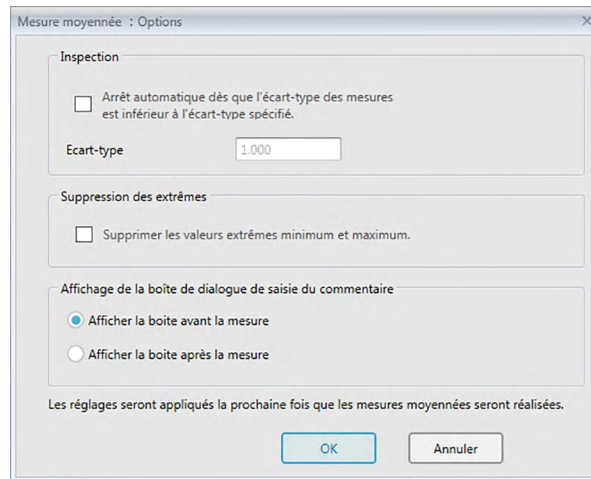 Mesure moyennée : Options
Inspection
Arrêt automatique dès que l'écart-type des mesures
est inférieur à l'écart-type spécifié.
Ecart-type 1.000
Suppression des extrêmes
Supprimer les valeurs extrêmes minimum et maximum.
Affichage de la boîte de dialogue de saisie du commentaire
Afficher la boite avant la mesure
Afficher la boite après la mesure
Les réglages seront appliqués la prochaine fois que les mesures moyennées seront réalisées.
OK Annuler